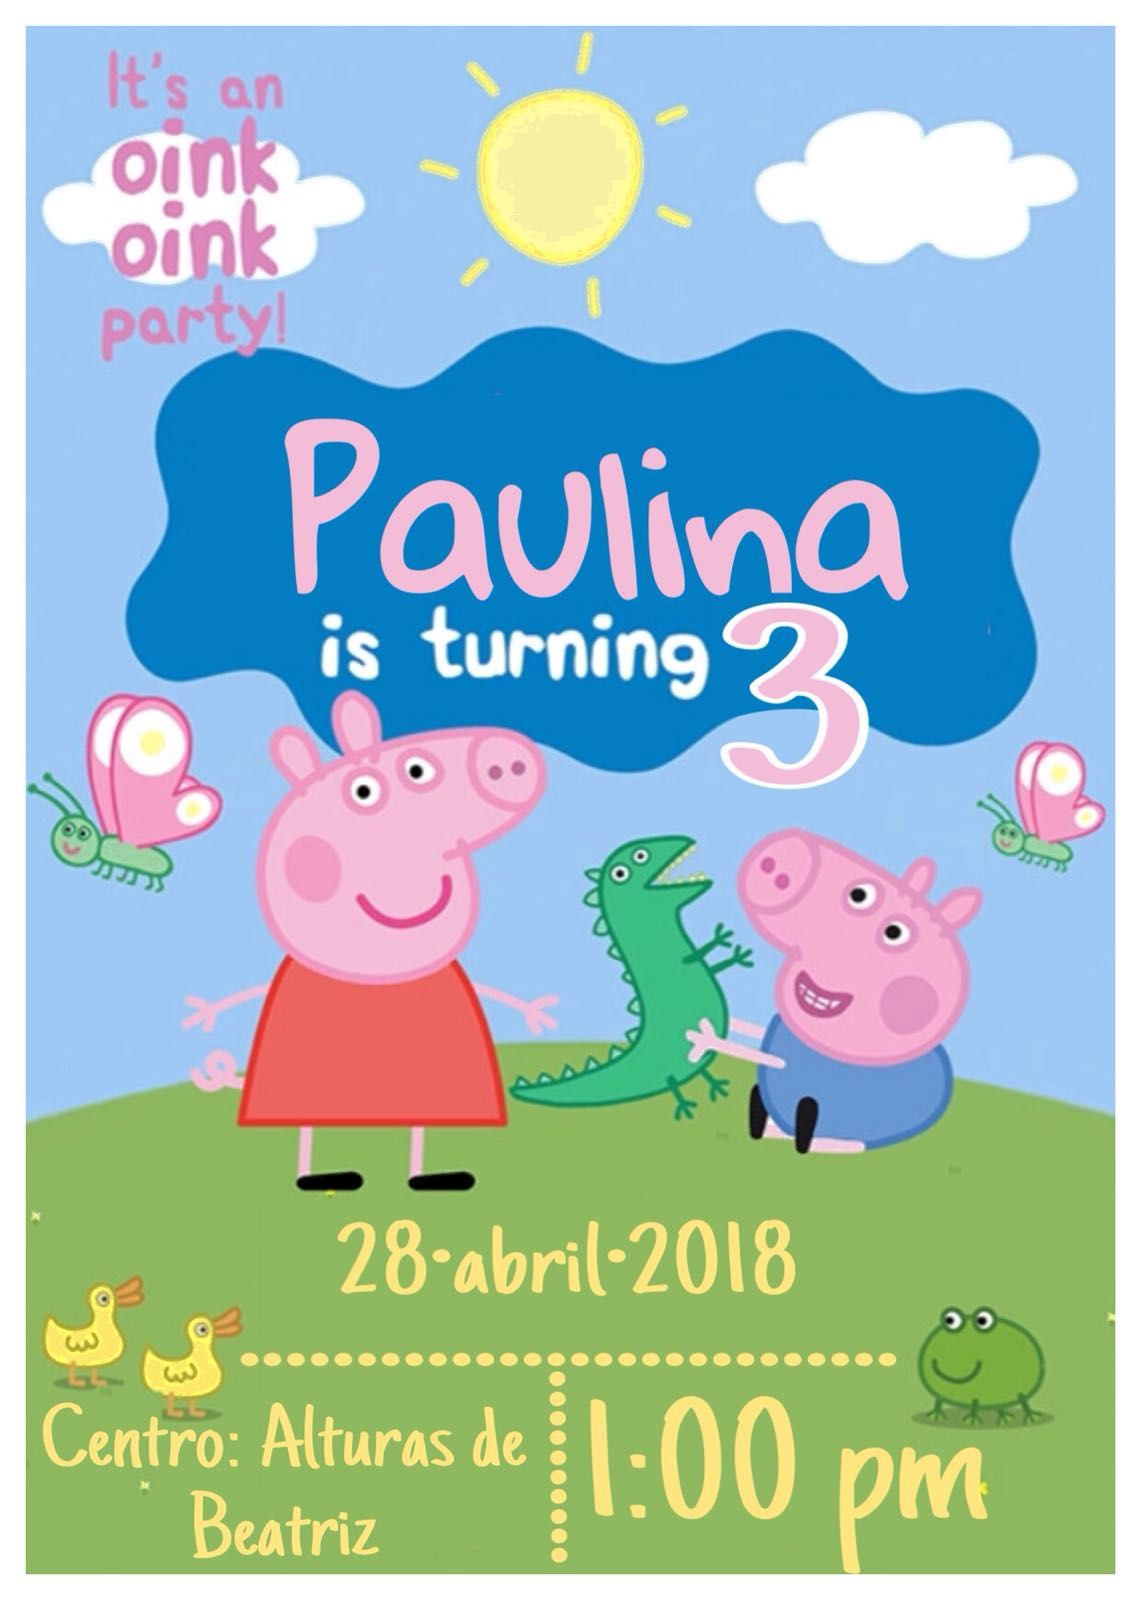 It's an
oink
oink
party!
Paulina
is turning 3
28·abril·2018
Centro: Alturas de
Beatriz
1:00 pm